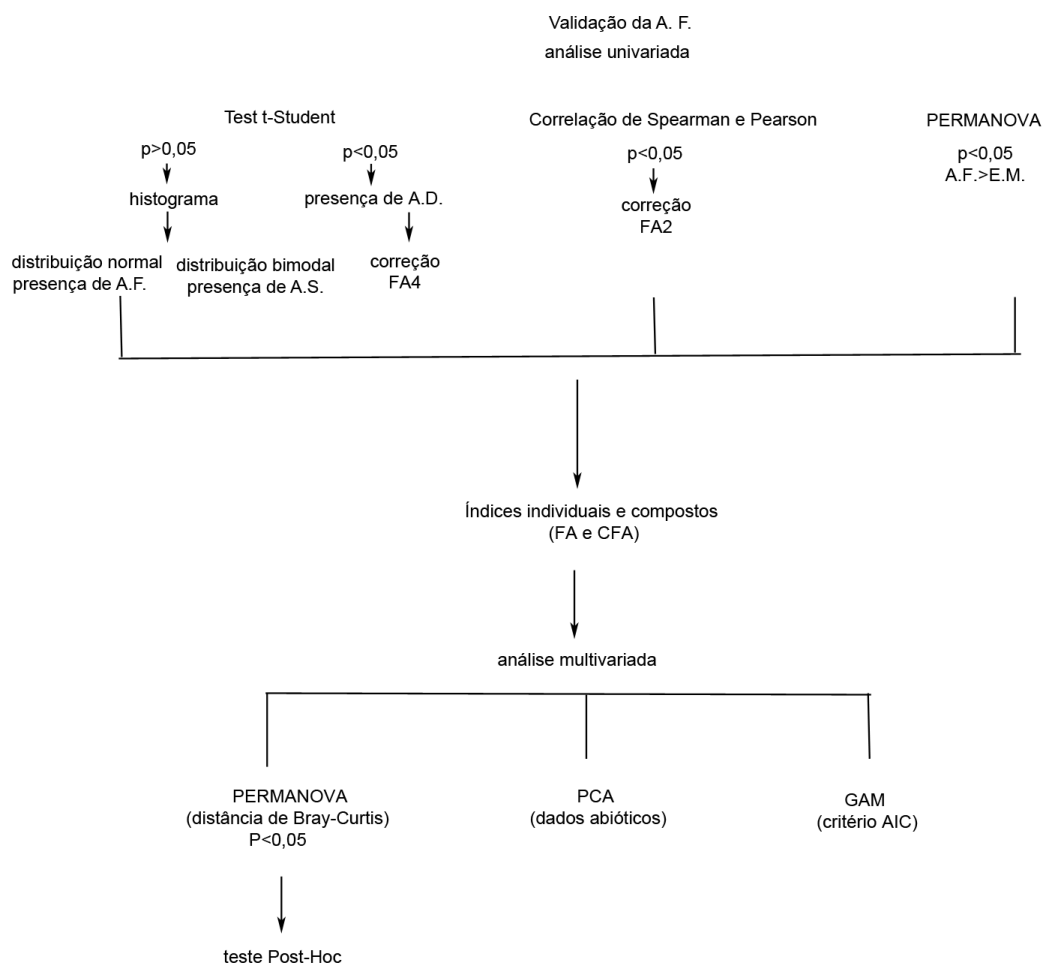 Validação da A. F.
análise univariada
Test t-Student
Correlação de Spearman e Pearson
PERMANOVA
p>0,05
p<0,05
p<0,05
p<0,05
A.F.>E.M.
histograma
presença de A.D.
correção
FA2
distribuição normal
presença de A.F.
distribuição bimodal
presença de A.S.
correção
FA4
Índices individuais e compostos
(FA e CFA)
análise multivariada
PERMANOVA
(distância de Bray-Curtis)
P<0,05
PCA
(dados abióticos)
GAM
(critério AIC)
teste Post-Hoc